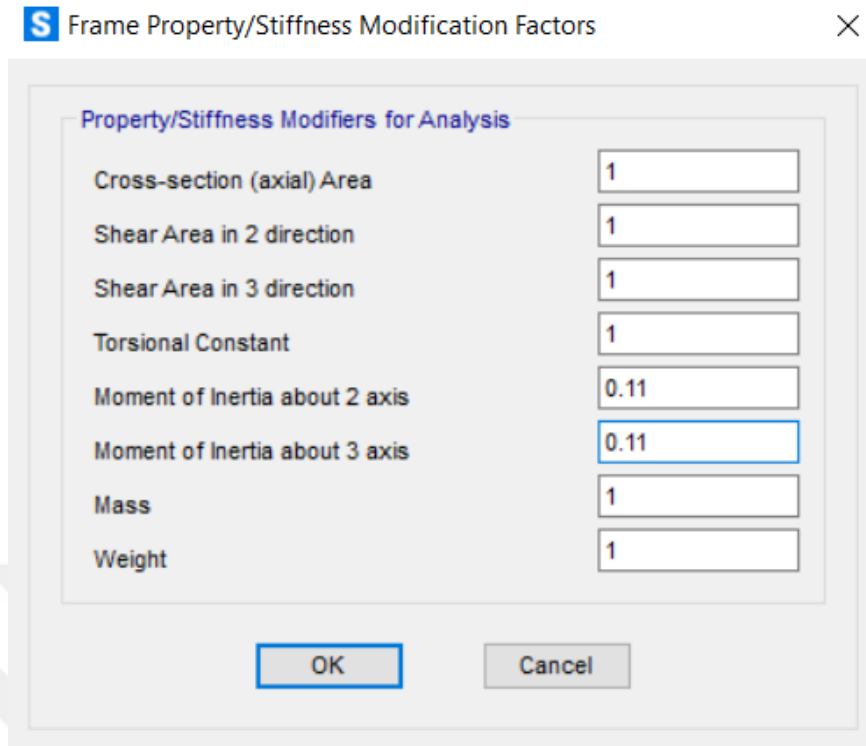 S Frame Property/Stiffness Modification Factors
Property/Stiffness Modifiers for Analysis
Cross-section (axial) Area 1
Shear Area in 2 direction 1
Shear Area in 3 direction 1
Torsional Constant 1
Moment of Inertia about 2 axis 0.11
Moment of Inertia about 3 axis 0.11
Mass 1
Weight 1
OK Cancel